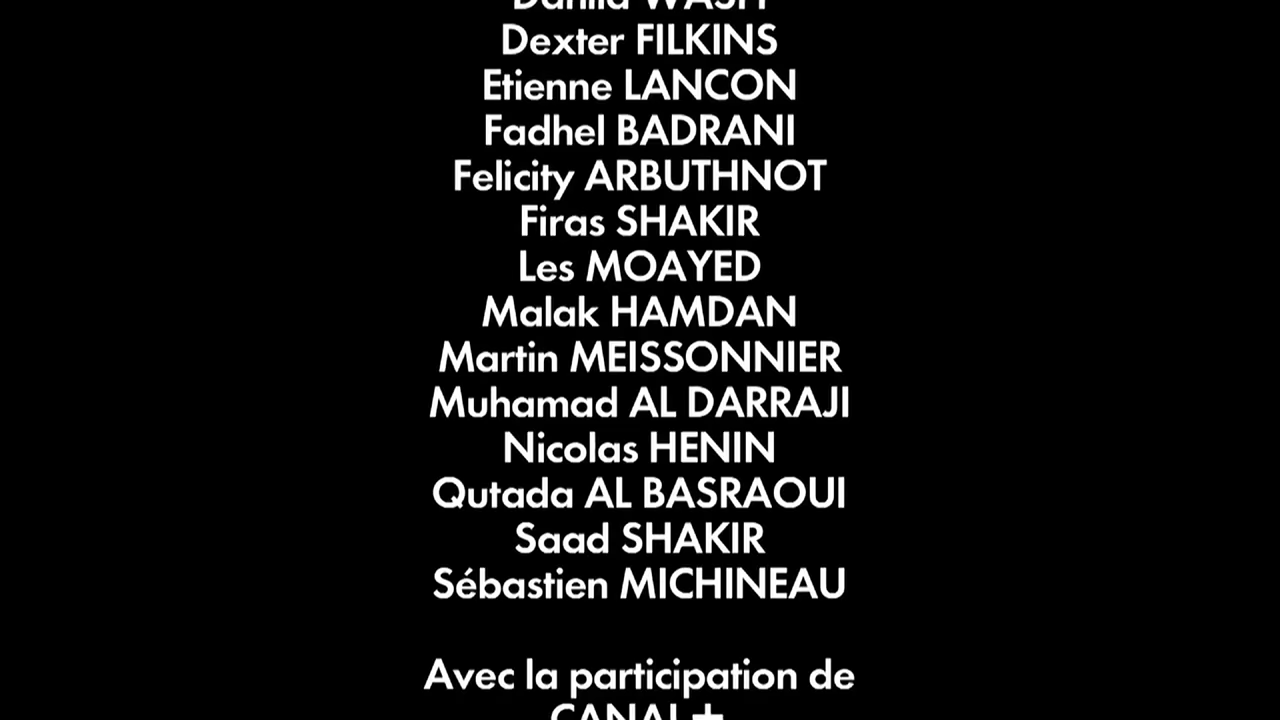 Dexter FILKINS
Etienne LANCON
Fadhel BADRANI
Felicity ARBUTHNOT
Firas SHAKIR
Les MOAYED
Malak HAMDAN
Martin MEISSONNIER
Muhamad AL DARRAJI
Nicolas HENIN
Qutada AL BASRAOUI
Saad SHAKIR
Sébastien MICHINEAU
Avec la participation de
CANAL+